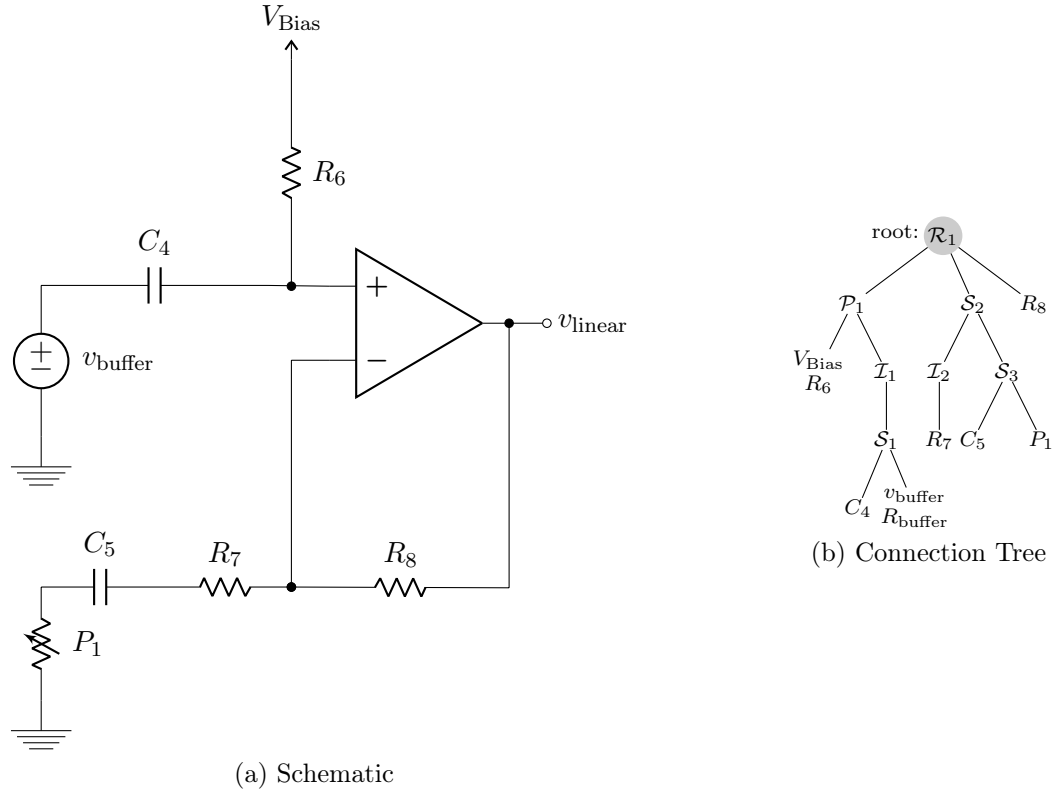 V_Bias
R_6
C_4
+
−
+
−
v_buffer
v_linear
C_5
R_7
R_8
P_1
(a) Schematic
root: 𝓡_1
𝒫_1
𝒮_2
R_8
V_Bias
R_6
ℐ_1
ℐ_2
𝒮_3
𝒮_1
R_7
C_5
P_1
C_4
v_buffer
R_buffer
(b) Connection Tree